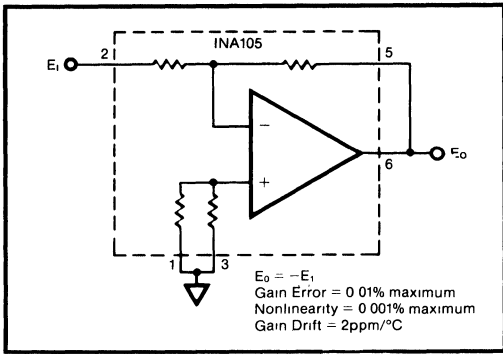 INA105
2
5
E₁
−
6
E₀
+
1
3
E₀ = −E₁
Gain Error = 0 01% maximum
Nonlinearity = 0 001% maximum
Gain Drift = 2ppm/°C